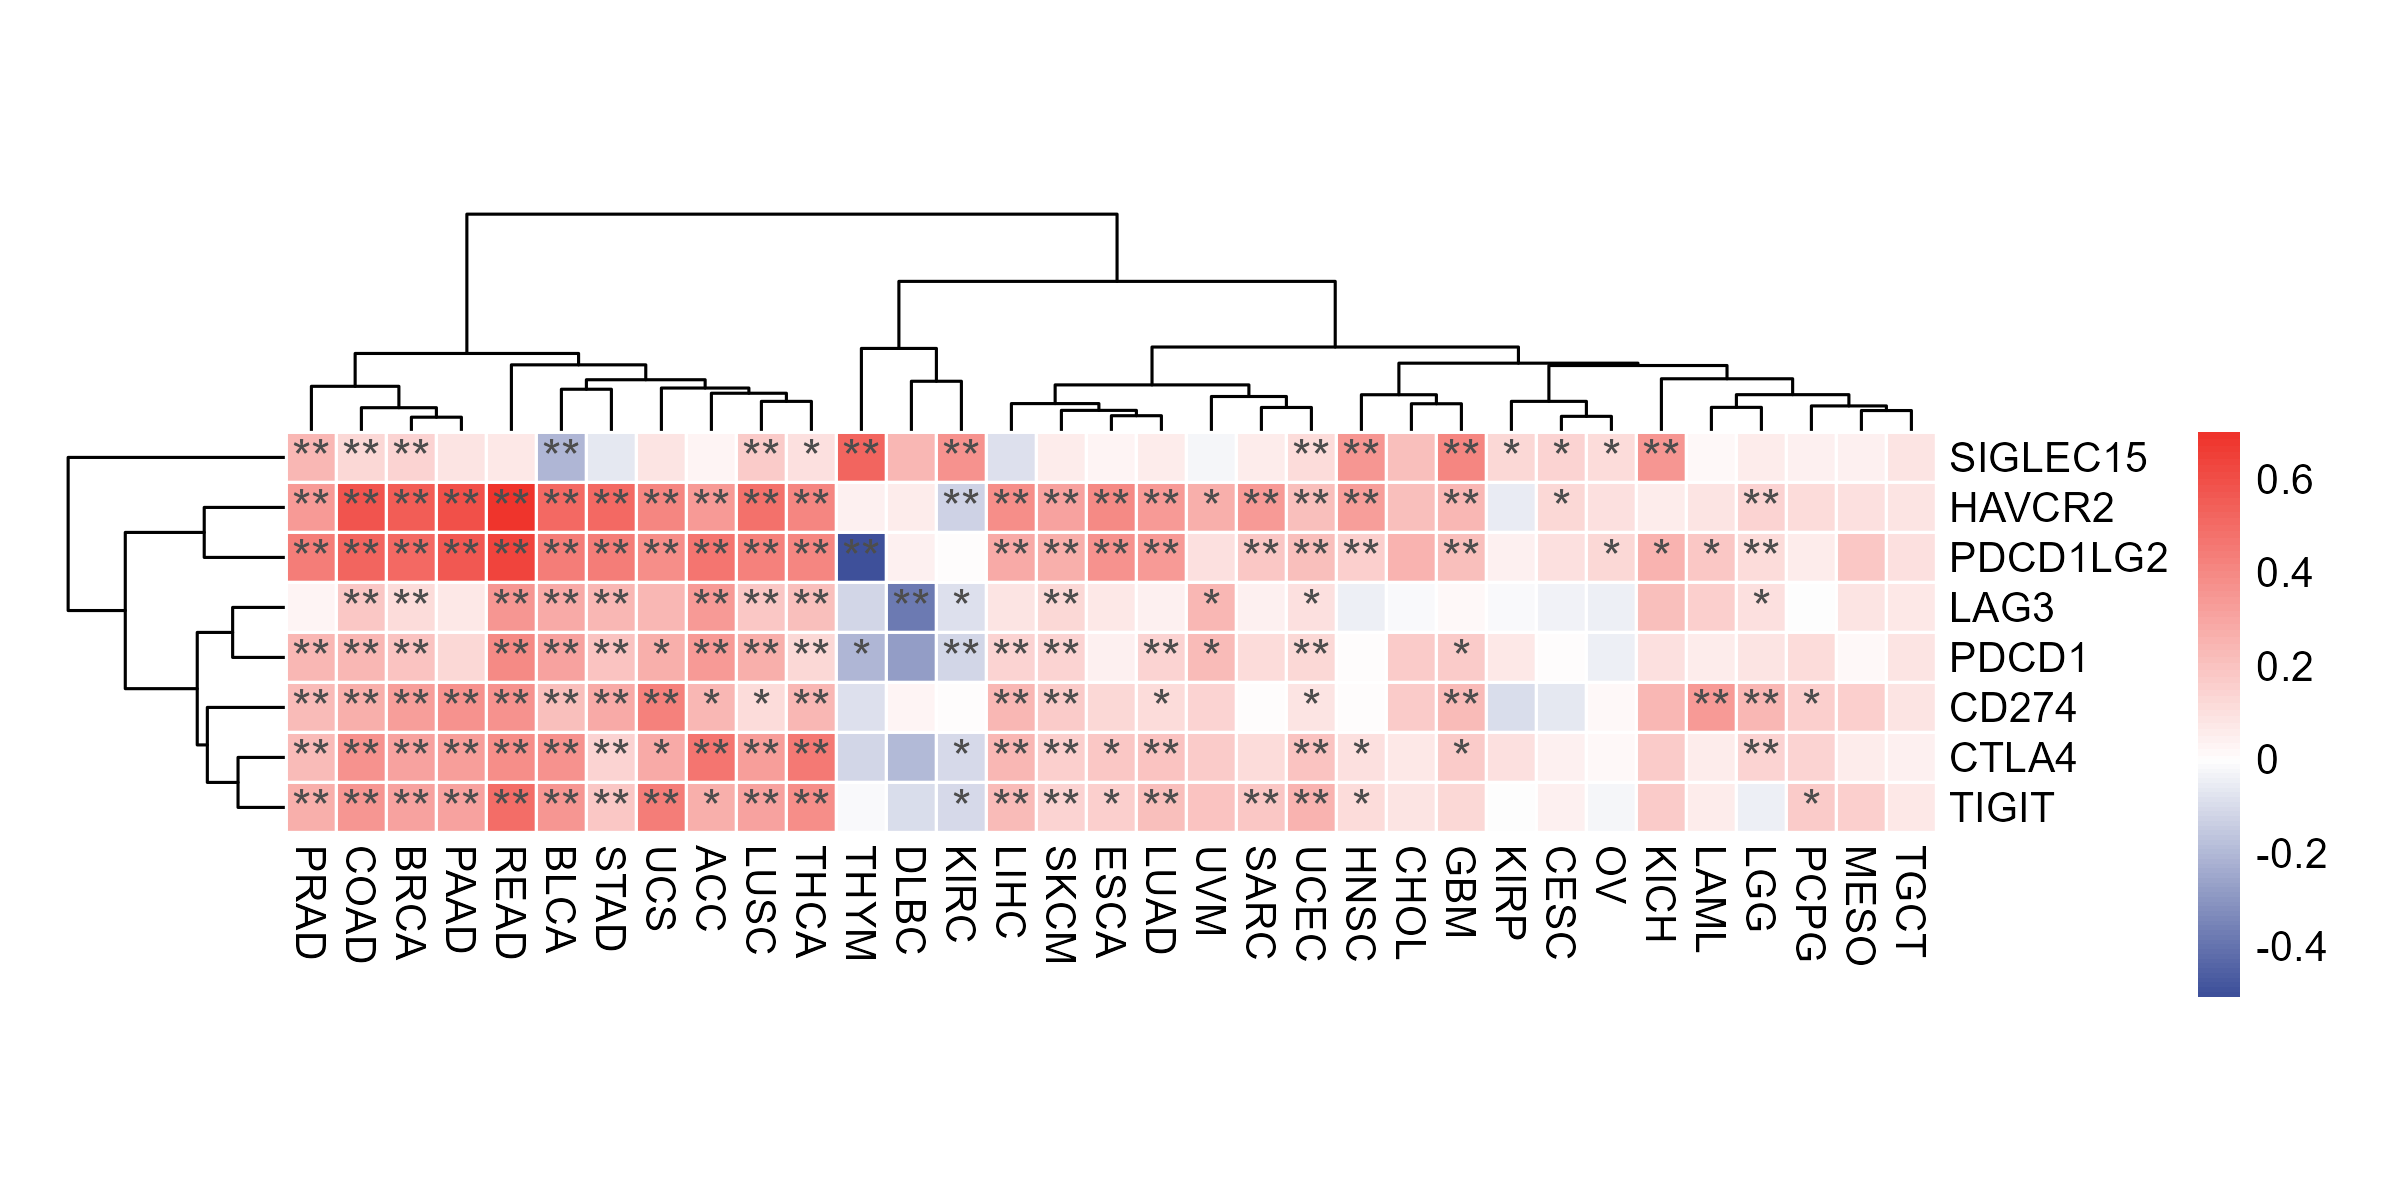 ** ** ** ** ** * ** ** ** ** ** * * * **
** ** ** ** ** ** ** ** ** ** ** ** ** ** ** ** * ** ** ** ** * **
** ** ** ** ** ** ** ** ** ** ** ** ** ** ** ** ** ** ** ** * * * **
** ** ** ** ** ** ** ** ** * ** * * *
** ** ** ** ** ** * ** ** ** * ** ** ** ** * ** *
** ** ** ** ** ** ** ** * * ** ** ** * * ** ** ** *
** ** ** ** ** ** ** * ** ** ** * ** ** * ** ** * * **
** ** ** ** ** ** ** ** * ** ** * ** ** * ** ** ** * *
SIGLEC15
HAVCR2
PDCD1LG2
LAG3
PDCD1
CD274
CTLA4
TIGIT
PRAD
COAD
BRCA
PAAD
READ
BLCA
STAD
UCS
ACC
LUSC
THCA
THYM
DLBC
KIRC
LIHC
SKCM
ESCA
LUAD
UVM
SARC
UCEC
HNSC
CHOL
GBM
KIRP
CESC
OV
KICH
LAML
LGG
PCPG
MESO
TGCT
0.6
0.4
0.2
0
-0.2
-0.4